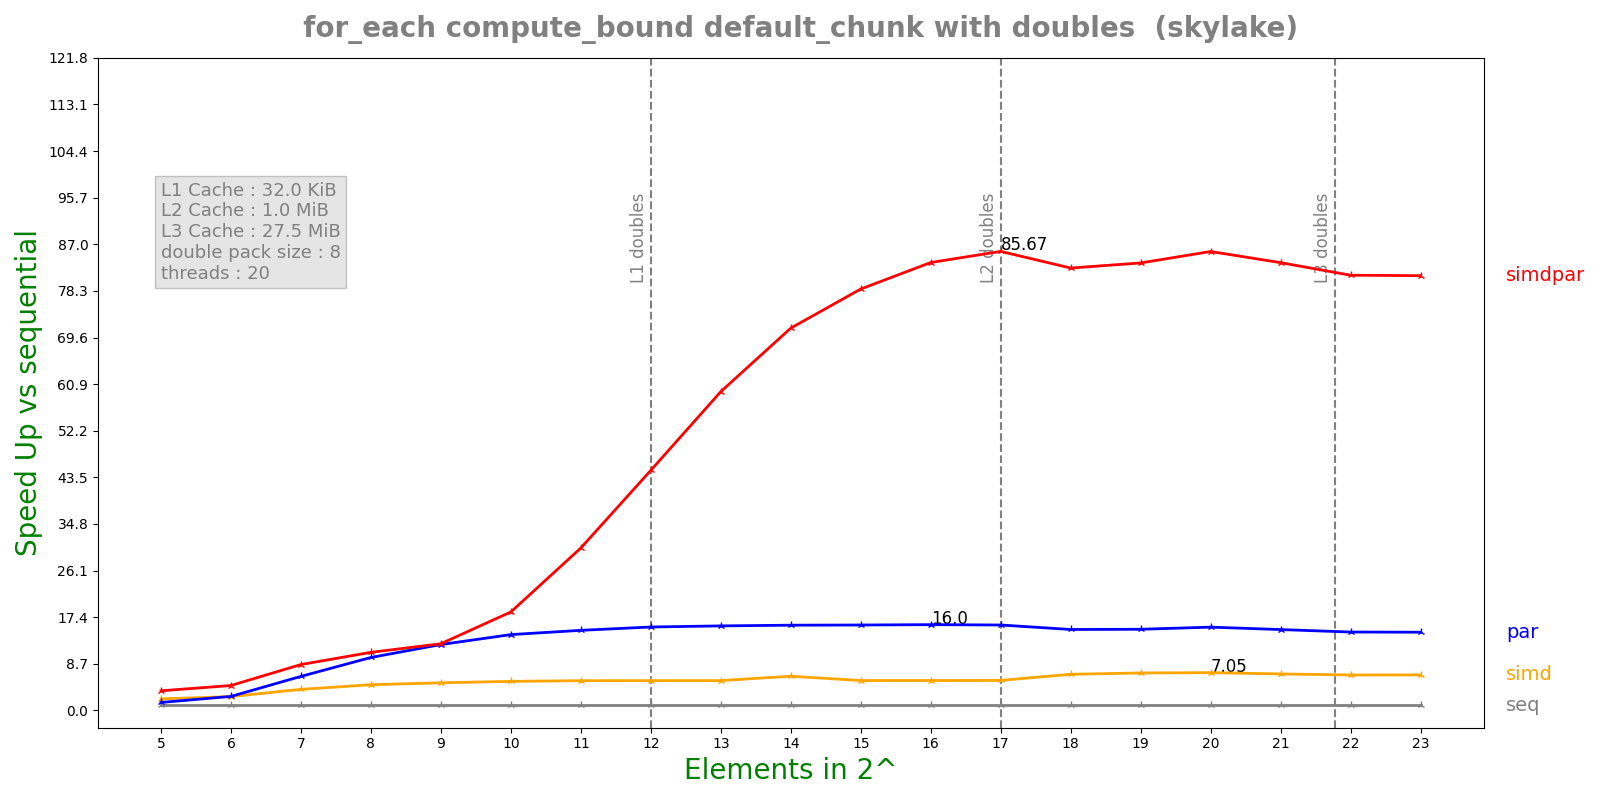 for_each compute_bound default_chunk with doubles (skylake)
Speed Up vs sequential
121.8
113.1
104.4
95.7
87.0
78.3
69.6
60.9
52.2
43.5
34.8
26.1
17.4
8.7
0.0
L1 Cache : 32.0 KiB
L2 Cache : 1.0 MiB
L3 Cache : 27.5 MiB
double pack size : 8
threads : 20
L1 doubles
L2 doubles
L3 doubles
85.67
16.0
7.05
simdpar
par
simd
seq
5 6 7 8 9 10 11 12 13 14 15 16 17 18 19 20 21 22 23
Elements in 2^